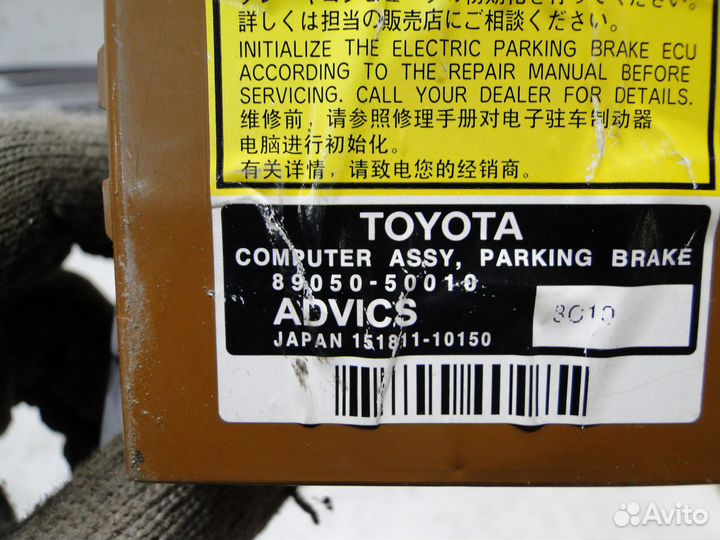 詳しくは担当の販売店にご相談ください。
INITIALIZE THE ELECTRIC PARKING BRAKE ECU
ACCORDING TO THE REPAIR MANUAL BEFORE
SERVICING. CALL YOUR DEALER FOR DETAILS.
维修前，请参照修理手册对电子驻车制动器
电脑进行初始化。
有关详情，请致电您的经销商。
TOYOTA
COMPUTER ASSY, PARKING BRAKE
89050-50010
ADVICS
8010
JAPAN 151811-10150
Avito